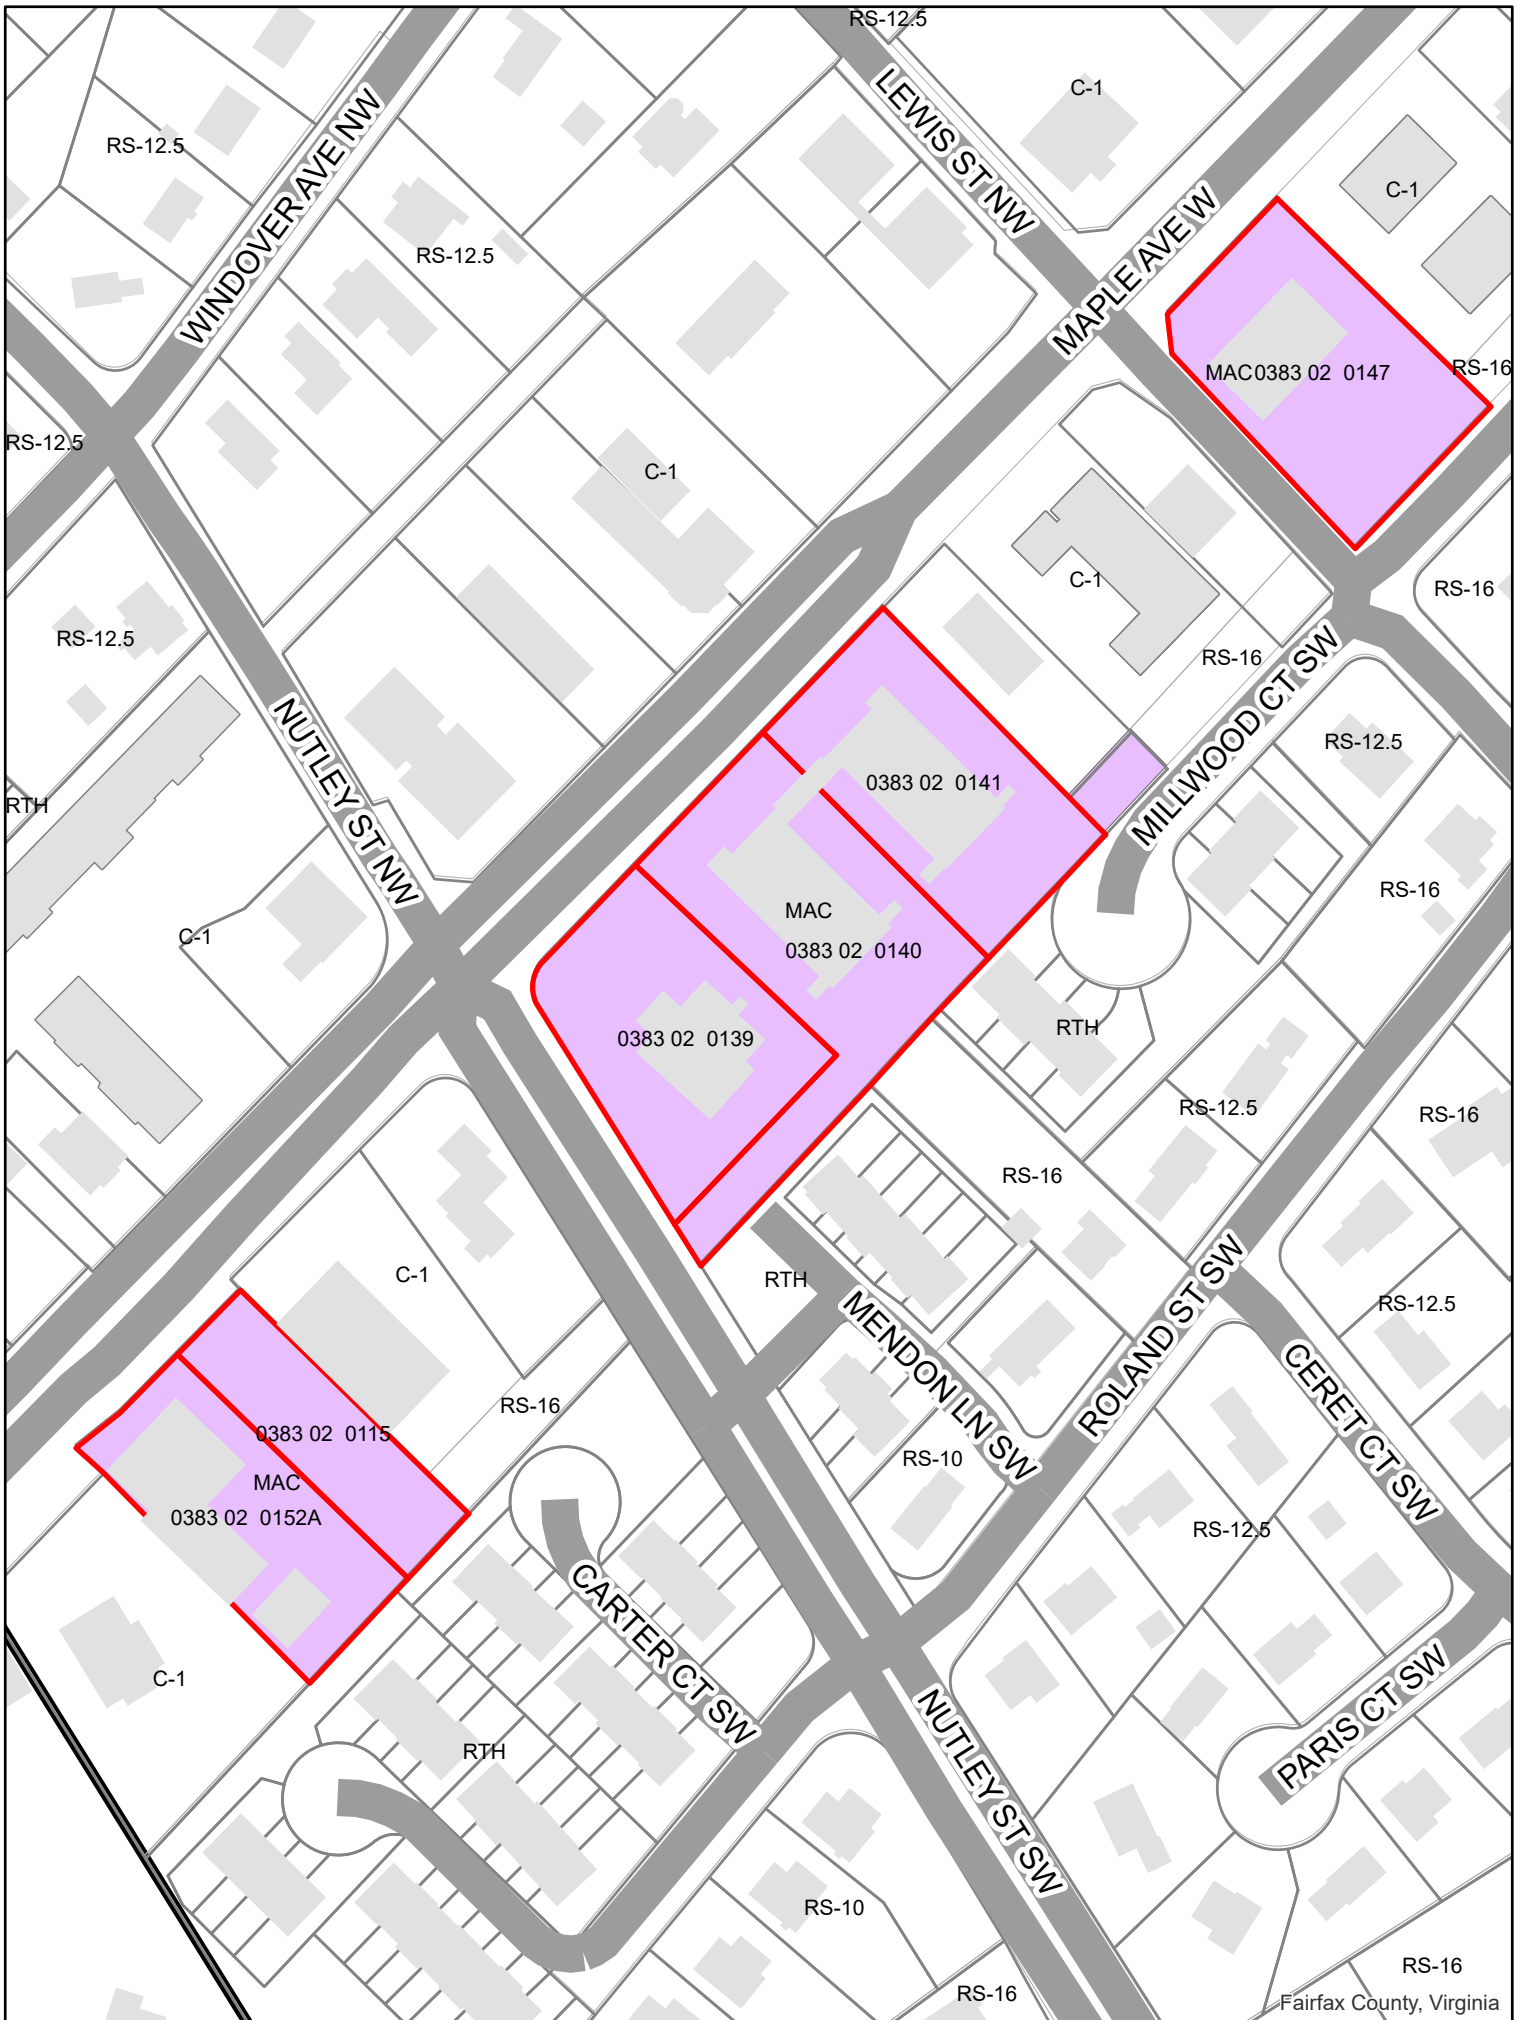 RS-12.5
C-1
LEWIS ST NW
WINDOVER AVE NW
RS-12.5
C-1
MAPLE AVE W
RS-12.5
MAC
0383 02 0147
RS-16
RS-12.5
C-1
C-1
RS-16
RS-12.5
RS-16
MILLWOOD CT SW
NUTLEY ST NW
RS-12.5
0383 02 0141
RTH
RS-16
MAC
C-1
0383 02 0140
RTH
0383 02 0139
RS-12.5
RS-16
RS-16
C-1
RTH
ROLAND ST SW
RS-12.5
MENDON LN SW
CERET CT SW
RS-16
0383 02 0115
RS-10
MAC
0383 02 0152A
RS-12.5
CARTER CT SW
C-1
PARIS CT SW
RTH
NUTLEY ST SW
RS-10
RS-16
RS-16
Fairfax County, Virginia